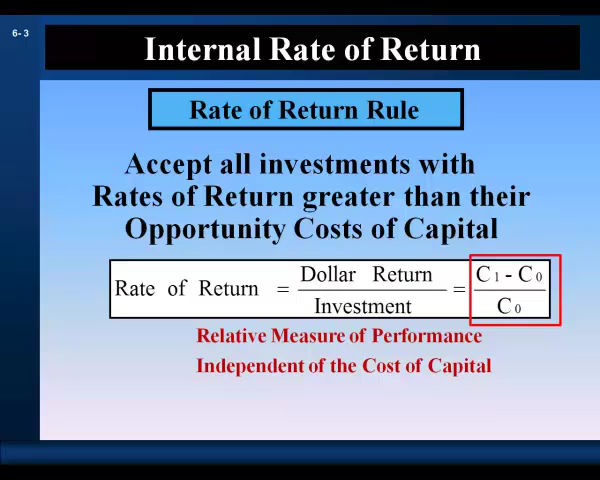 6-3
Internal Rate of Return
Rate of Return Rule
Accept all investments with
Rates of Return greater than their
Opportunity Costs of Capital
Rate of Return = Dollar Return / Investment = C1 - C0 / C0
Relative Measure of Performance
Independent of the Cost of Capital